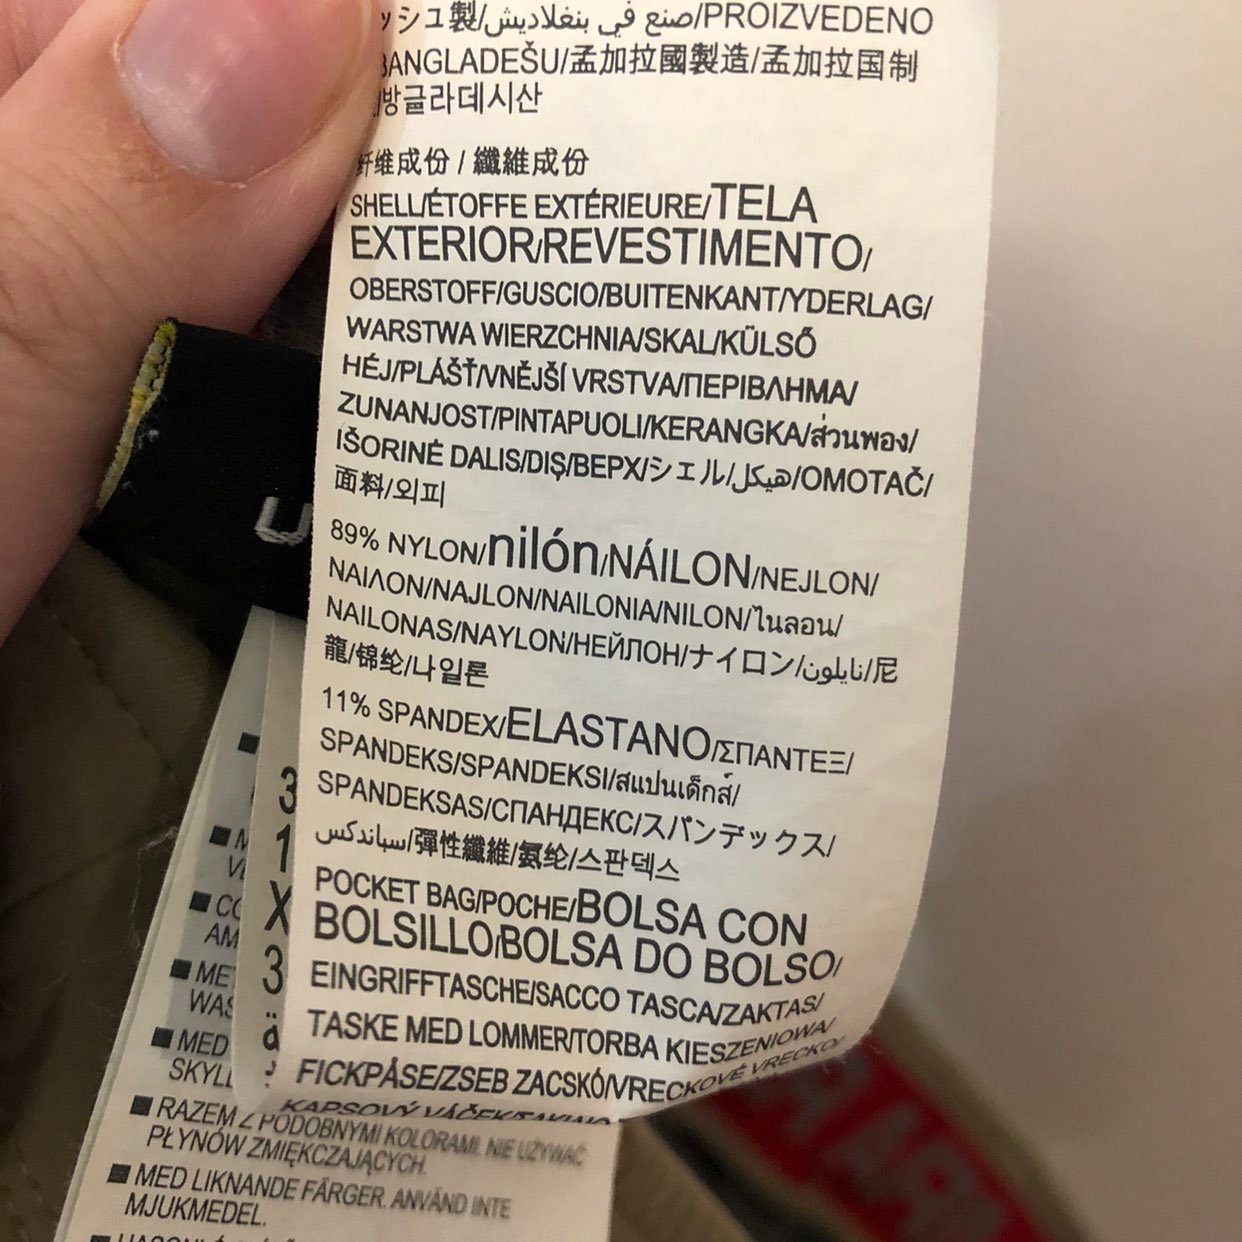 ッシュ製/صنع في بنغلاديش/PROIZVEDENO
BANGLADEŠU/孟加拉國製造/孟加拉国制
/방글라데시산
纤维成份 / 纖維成份
SHELL/ÉTOFFE EXTÉRIEURE/TELA
EXTERIOR/REVESTIMENTO/
OBERSTOFF/GUSCIO/BUITENKANT/YDERLAG/
WARSTWA WIERZCHNIA/SKAL/KÜLSŐ
HÉJ/PLÁŠŤ/VNĚJŠÍ VRSTVA/ΠΕΡΙΒΛΗΜΑ/
ZUNANJOST/PINTAPUOLI/KERANGKA/ส่วนพอง/
IŠORINĖ DALIS/DIŞ/ВЕРХ/シェル/هيكل/OMOTAČ/
面料/외피
89% NYLON/nilón/NÁILON/NEJLON/
ΝΑΙΛΟΝ/NAJLON/NAILONIA/NILON/ไนลอน/
NAILONAS/NAYLON/НЕЙЛОН/ナイロン/نايلون/尼
龍/锦纶/나일론
11% SPANDEX/ELASTANO/ΣΠΑΝΤΕΞ/
SPANDEKS/SPANDEKSI/สแปนเด็กส์/
SPANDEKSAS/СПАНДЕКС/スパンデックス/
سباندكس/彈性纖維/氨纶/스판덱스
POCKET BAG/POCHE/BOLSA CON
BOLSILLO/BOLSA DO BOLSO/
EINGRIFFTASCHE/SACCO TASCA/ZAKTAS/
TASKE MED LOMMER/TORBA KIESZENIOWA/
FICKPÅSE/ZSEB ZACSKÓ/VRECKOVÉ VRECKO/
KAPSOVÝ VÁČEK/
U
3
1
X
3
MED
SKYLL
RAZEM Z PODOBNYMI KOLORAMI. NIE UŻYWAĆ
PŁYNÓW ZMIĘKCZAJĄCYCH.
MED LIKNANDE FÄRGER. ANVÄND INTE
MJUKMEDEL.